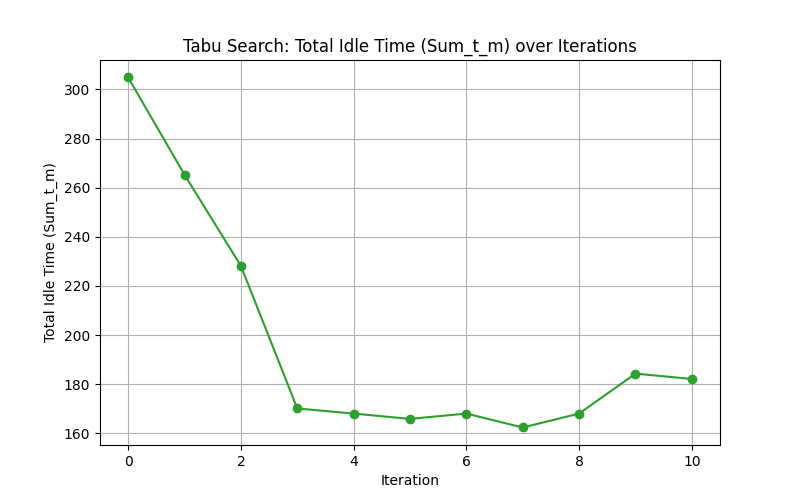 Tabu Search: Total Idle Time (Sum_t_m) over Iterations
Total Idle Time (Sum_t_m)
300
280
260
240
220
200
180
160
0 2 4 6 8 10
Iteration